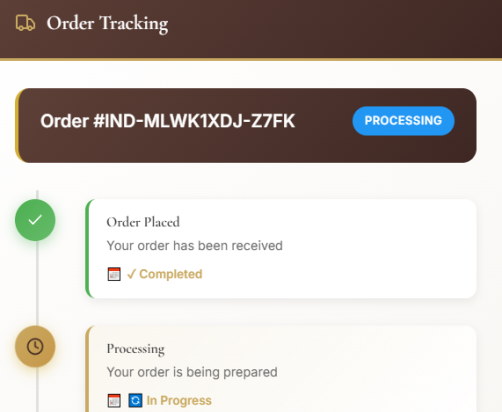 Order Tracking
Order #IND-MLWK1XDJ-Z7FK
PROCESSING
Order Placed
Your order has been received
✓ Completed
Processing
Your order is being prepared
In Progress